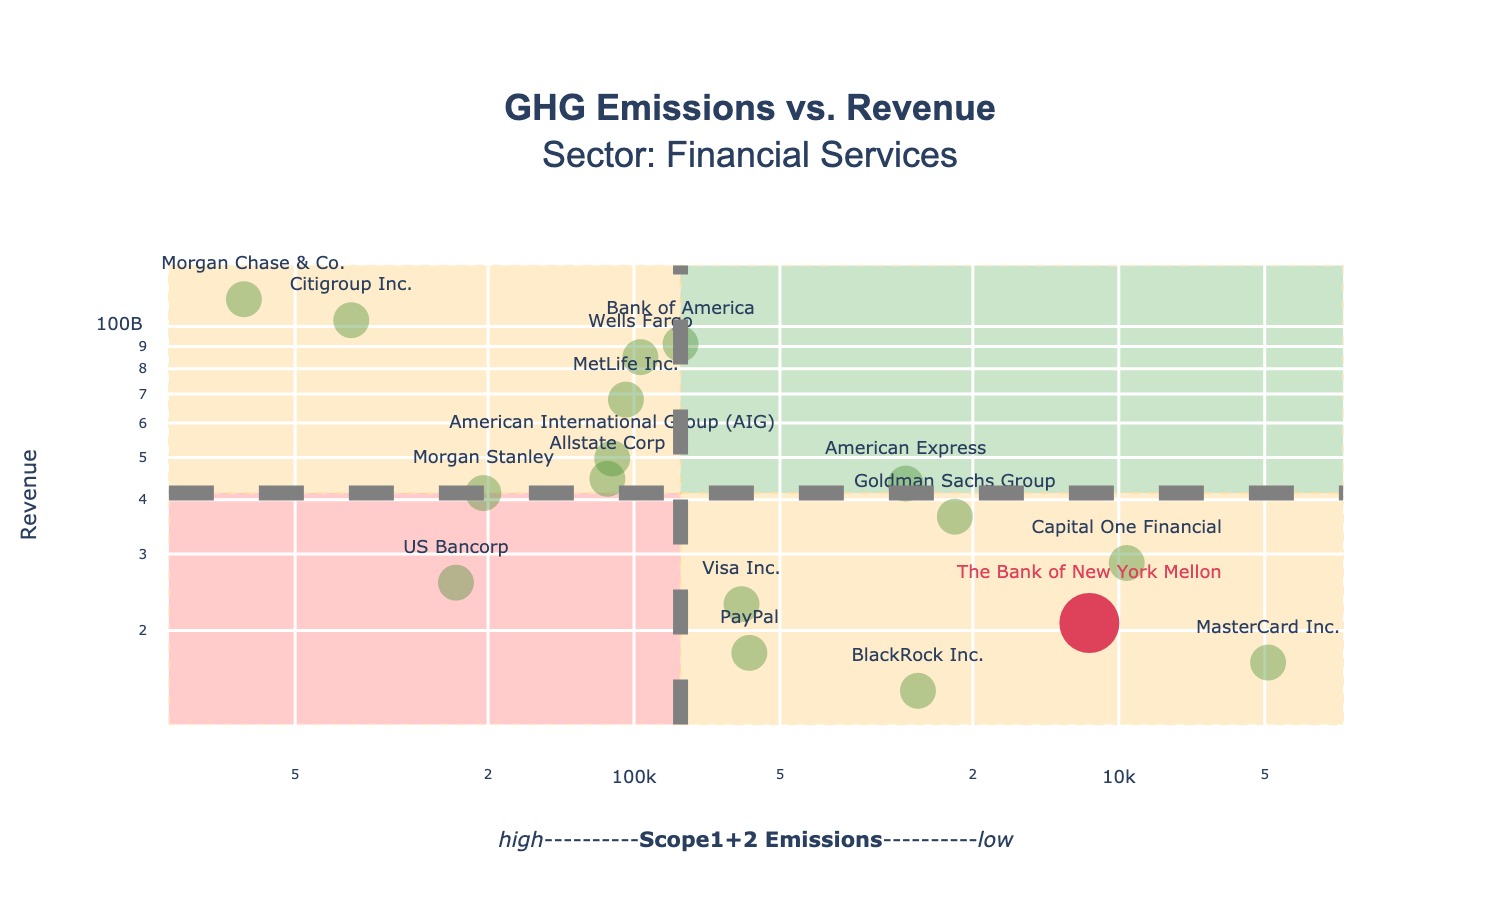 GHG Emissions vs. Revenue
Sector: Financial Services
Morgan Chase & Co.
Citigroup Inc.
Bank of America
Wells Fargo
MetLife Inc.
American International Group (AIG)
Allstate Corp
Morgan Stanley
American Express
Goldman Sachs Group
Capital One Financial
US Bancorp
Visa Inc.
The Bank of New York Mellon
PayPal
MasterCard Inc.
BlackRock Inc.
Revenue
100B
9
8
7
6
5
4
3
2
5 2 100k 5 2 10k 5
high----------Scope1+2 Emissions----------low